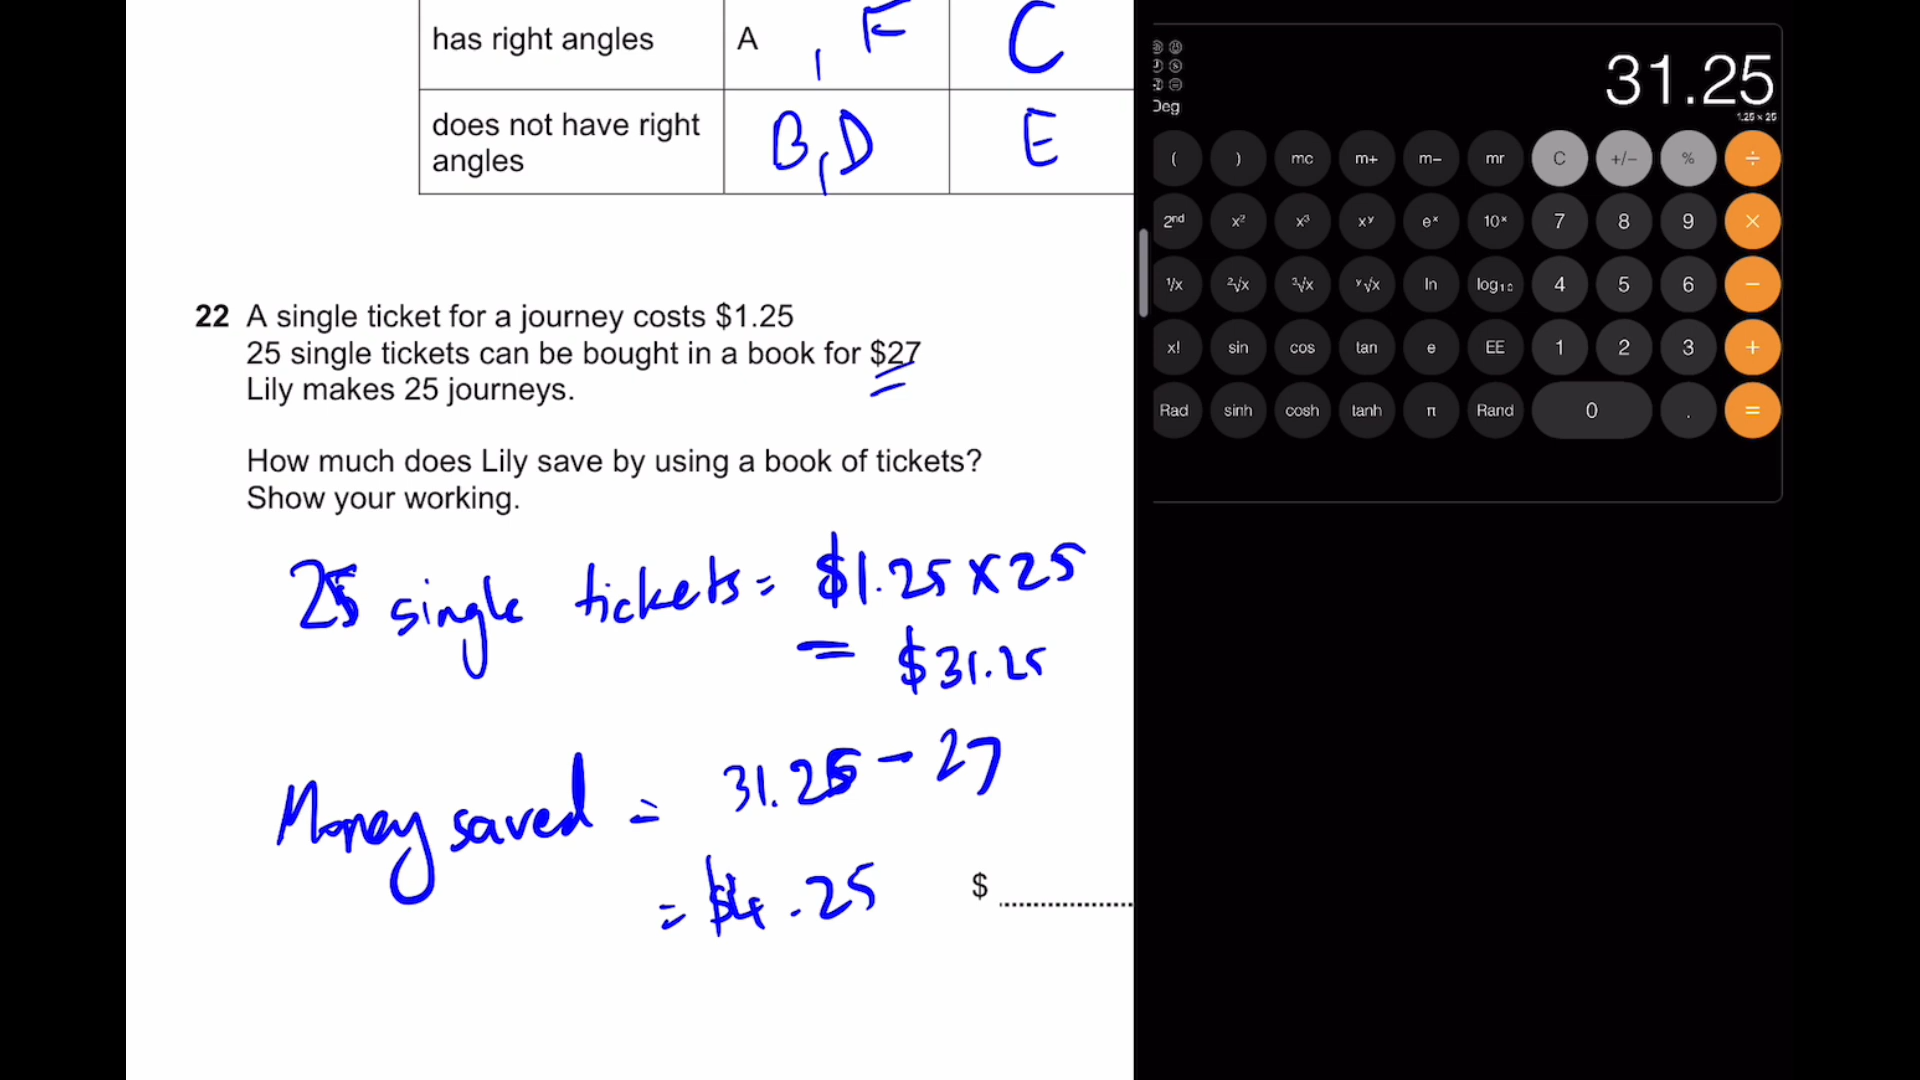 has right angles A , F C
does not have right B, D E
angles
22 A single ticket for a journey costs $1.25
25 single tickets can be bought in a book for $27
Lily makes 25 journeys.
How much does Lily save by using a book of tickets?
Show your working.
25 single tickets = $1.25 x 25
= $31.25
Money saved = 31.25 - 27
= $4.25 $ ..................
31.25
1.25 × 25
Deg
( ) mc m+ m− mr C +/− % ÷
2nd x² x³ xʸ eˣ 10ˣ 7 8 9 ×
1/x ²√x ³√x ʸ√x ln log₁₀ 4 5 6 −
x! sin cos tan e EE 1 2 3 +
Rad sinh cosh tanh π Rand 0 . =